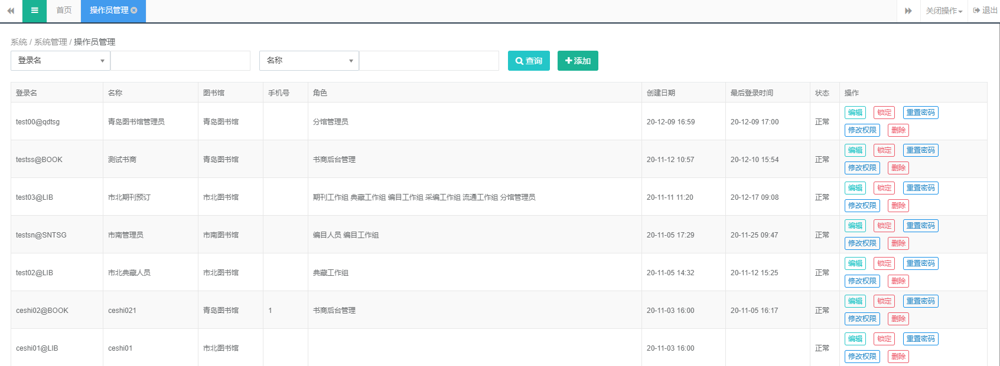 首页 操作员管理 关闭操作 退出
系统 / 系统管理 / 操作员管理
登录名 名称 查询 添加
登录名 名称 图书馆 手机号 角色 创建日期 最后登录时间 状态 操作
test00@qdtsg 青岛图书馆管理员 青岛图书馆 分馆管理员 20-12-09 16:59 20-12-09 17:00 正常 编辑 锁定 重置密码
修改权限 删除
testss@BOOK 测试书商 青岛图书馆 书商后台管理 20-11-12 10:57 20-12-10 15:54 正常 编辑 锁定 重置密码
修改权限 删除
test03@LIB 市北期刊预订 市北图书馆 期刊工作组 典藏工作组 编目工作组 采编工作组 流通工作组 分馆管理员 20-11-11 11:20 20-12-17 09:08 正常 编辑 锁定 重置密码
修改权限 删除
testsn@SNTSG 市南管理员 市南图书馆 编目人员 编目工作组 20-11-05 17:29 20-11-25 09:47 正常 编辑 锁定 重置密码
修改权限 删除
test02@LIB 市北典藏人员 市北图书馆 典藏工作组 20-11-05 14:32 20-11-12 15:25 正常 编辑 锁定 重置密码
修改权限 删除
ceshi02@BOOK ceshi021 青岛图书馆 1 书商后台管理 20-11-03 16:00 20-11-05 16:17 正常 编辑 锁定 重置密码
修改权限 删除
ceshi01@LIB ceshi01 市北图书馆 20-11-03 16:00 正常 编辑 锁定 重置密码
修改权限 删除